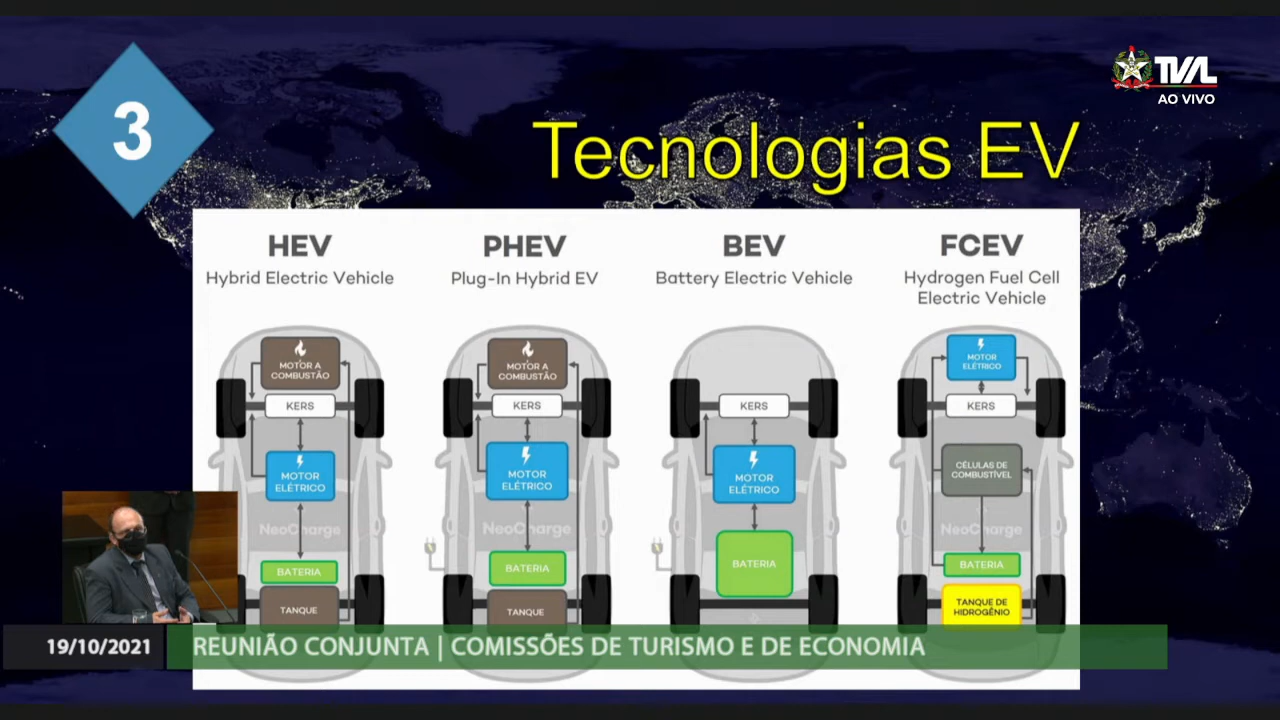 3
TVAL
AO VIVO
Tecnologias EV
HEV
Hybrid Electric Vehicle
PHEV
Plug-In Hybrid EV
BEV
Battery Electric Vehicle
FCEV
Hydrogen Fuel Cell
Electric Vehicle
MOTOR A
COMBUSTÃO
KERS
MOTOR
ELÉTRICO
NeoCharge
BATERIA
TANQUE
MOTOR A
COMBUSTÃO
KERS
MOTOR
ELÉTRICO
NeoCharge
BATERIA
TANQUE
KERS
MOTOR
ELÉTRICO
BATERIA
MOTOR
ELÉTRICO
KERS
CÉLULAS DE
COMBUSTÍVEL
NeoCharge
BATERIA
TANQUE DE
HIDROGÊNIO
19/10/2021
REUNIÃO CONJUNTA | COMISSÕES DE TURISMO E DE ECONOMIA